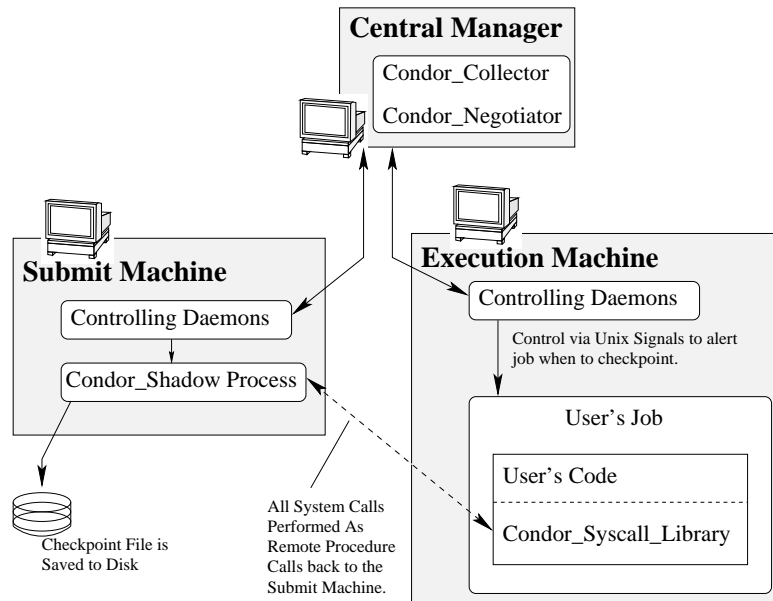 Central Manager
Condor_Collector
Condor_Negotiator
Submit Machine
Controlling Daemons
Condor_Shadow Process
Checkpoint File is
Saved to Disk
All System Calls
Performed As
Remote Procedure
Calls back to the
Submit Machine.
Execution Machine
Controlling Daemons
Control via Unix Signals to alert
job when to checkpoint.
User's Job
User's Code
Condor_Syscall_Library